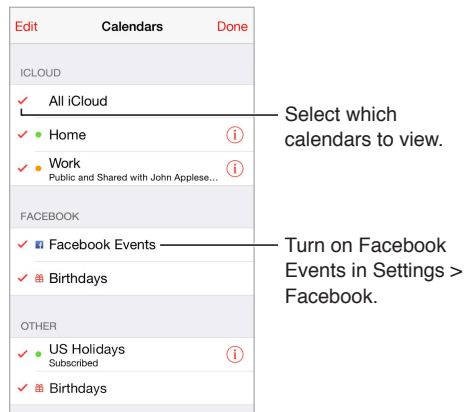 Edit Calendars Done
ICLOUD
All iCloud
Home
Work
Public and Shared with John Applese...
FACEBOOK
Facebook Events
Birthdays
OTHER
US Holidays
Subscribed
Birthdays
Select which
calendars to view.
Turn on Facebook
Events in Settings >
Facebook.